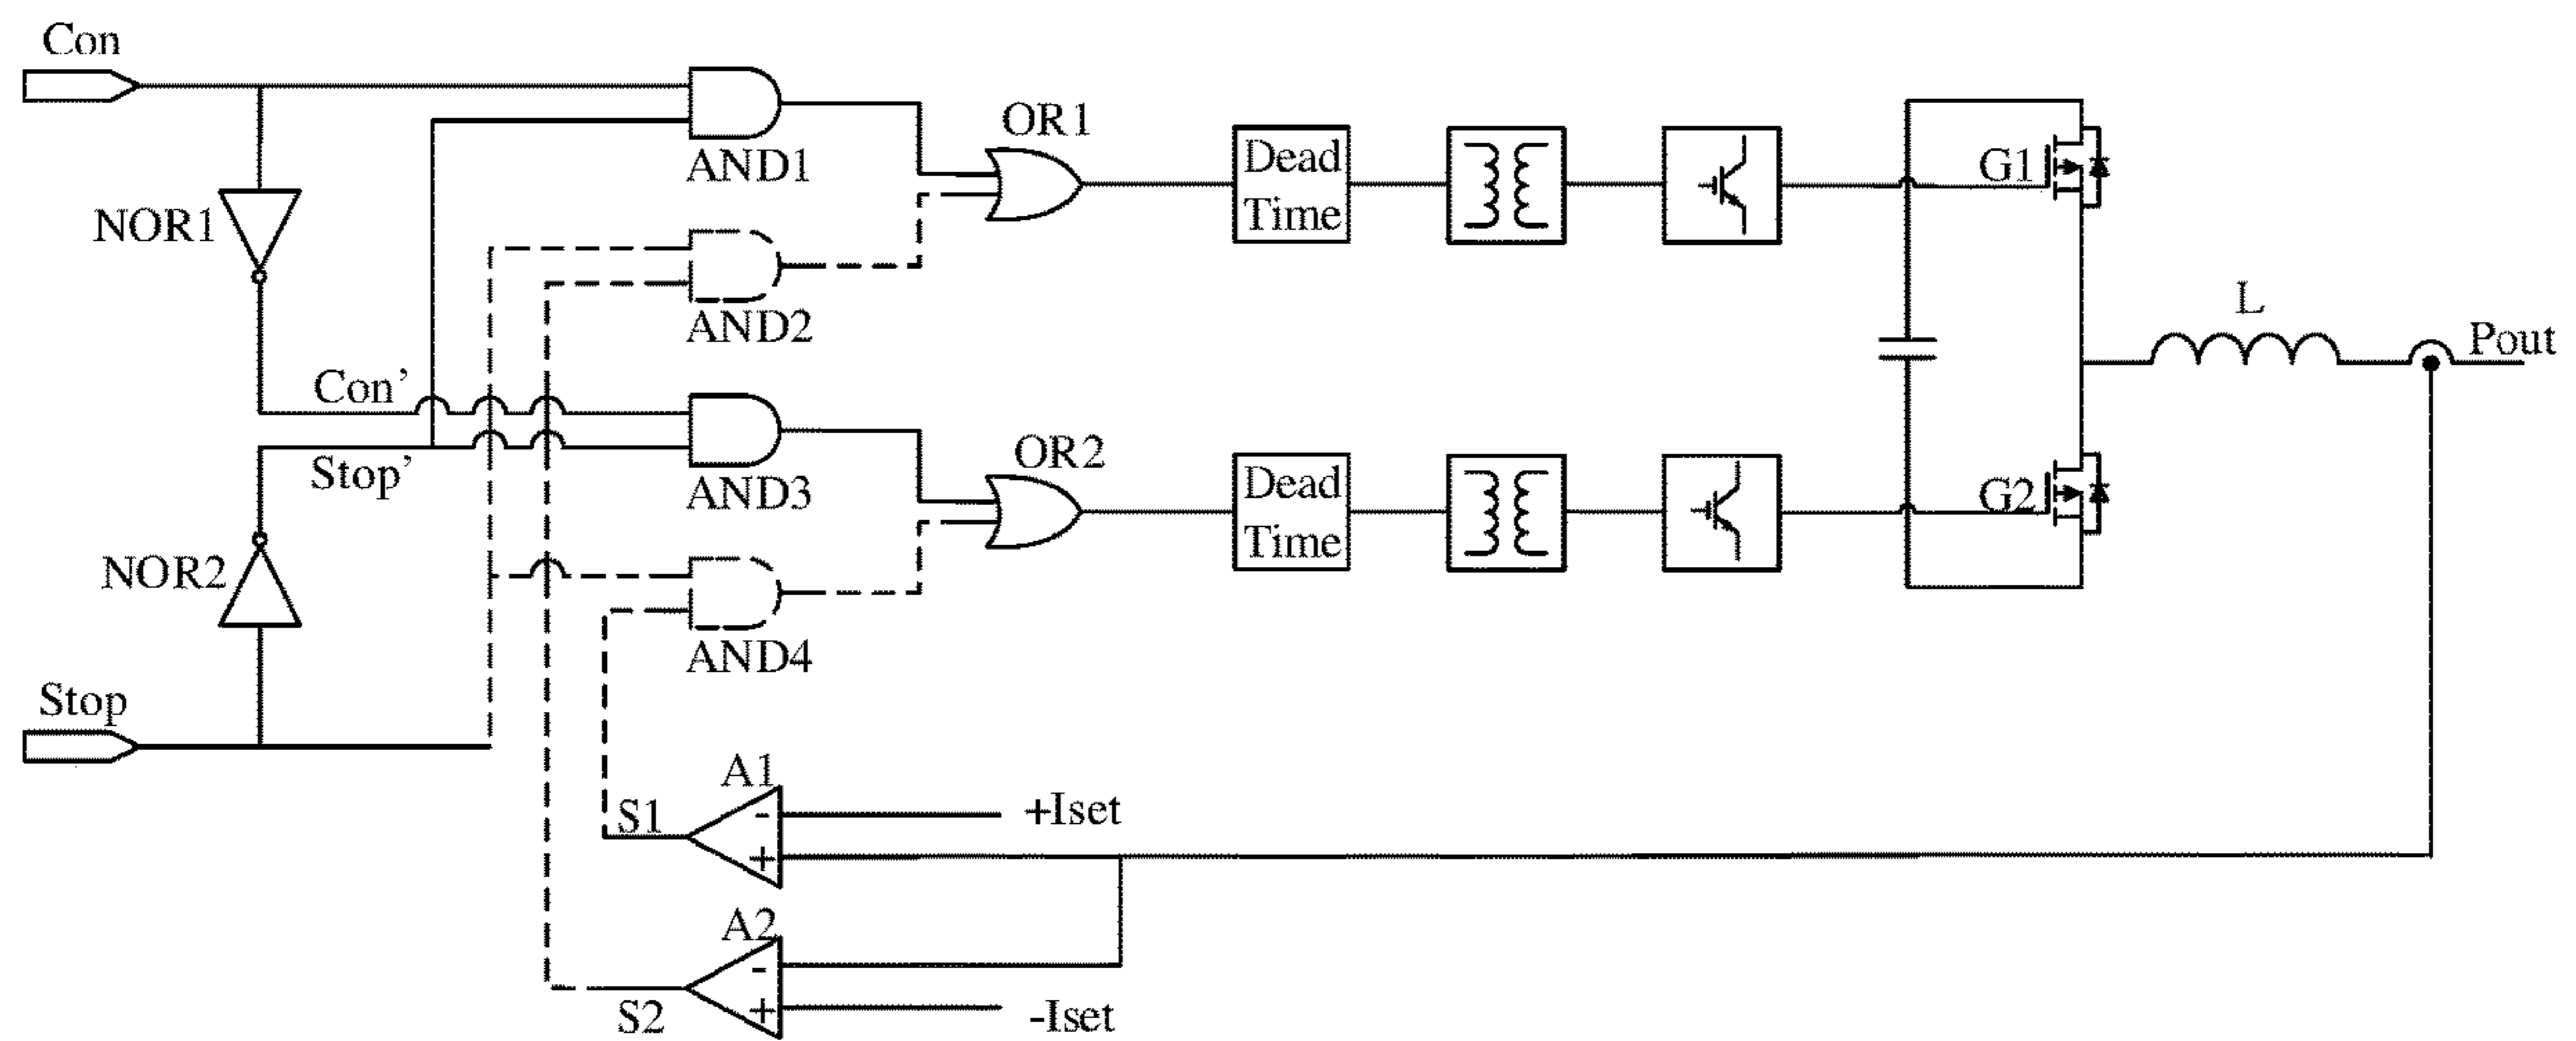 Con
OR1
AND1
Dead
Time
G1
NOR1
AND2
L
Pout
Con’
Stop’
OR2
AND3
Dead
Time
G2
NOR2
AND4
Stop
A1
S1
-
+
+Iset
A2
S2
-
+
-Iset